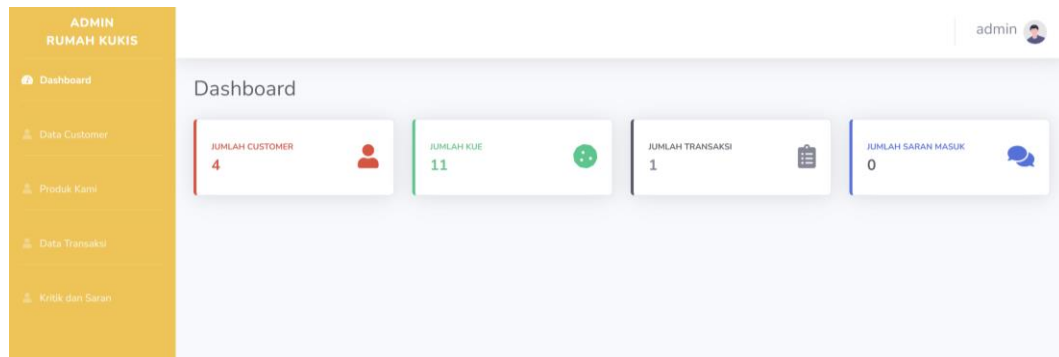 ADMIN
RUMAH KUKIS
admin
Dashboard
Data Customer
Produk Kami
Data Transaksi
Kritik dan Saran
Dashboard
JUMLAH CUSTOMER
4
JUMLAH KUE
11
JUMLAH TRANSAKSI
1
JUMLAH SARAN MASUK
0